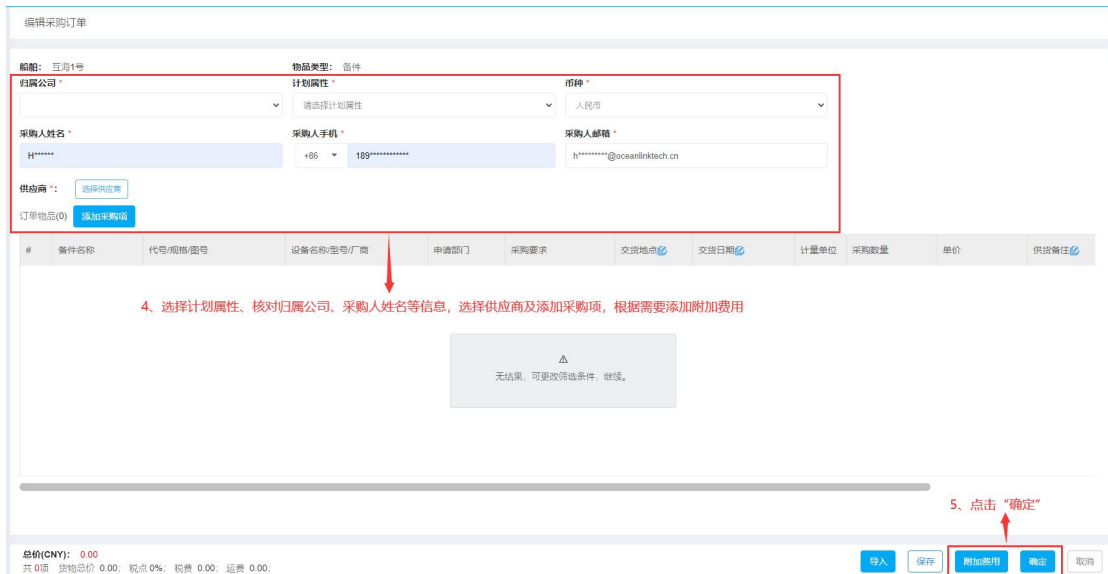 编辑采购订单
船舶： 互海1号 物品类型： 备件
归属公司 * 计划属性 * 币种 *
请选择计划属性 人民币
采购人姓名 * 采购人手机 * 采购人邮箱 *
H****** +86 189************ h*********@oceanlinktech.cn
供应商 *： 选择供应商
订单物品(0) 添加采购项
# 备件名称 代号/规格/图号 设备名称/型号/厂商 申请部门 采购要求 交货地点 交货日期 计量单位 采购数量 单价 供货备注
4、选择计划属性、核对归属公司、采购人姓名等信息，选择供应商及添加采购项，根据需要添加附加费用
无结果，可更改筛选条件，继续。
5、点击“确定”
总价(CNY)： 0.00
共 0项 货物总价 0.00; 税点 0%; 税费 0.00; 运费 0.00;
导入 保存 附加费用 确定 取消